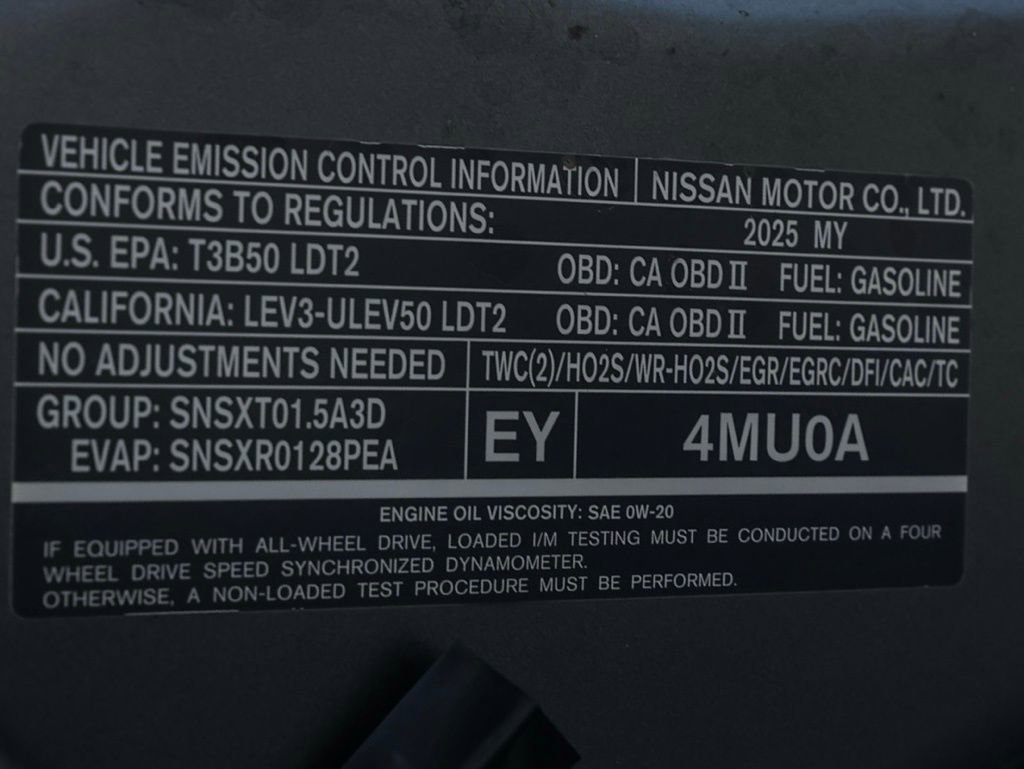 VEHICLE EMISSION CONTROL INFORMATION NISSAN MOTOR CO., LTD.
CONFORMS TO REGULATIONS: 2025 MY
U.S. EPA: T3B50 LDT2 OBD: CA OBD II FUEL: GASOLINE
CALIFORNIA: LEV3-ULEV50 LDT2 OBD: CA OBD II FUEL: GASOLINE
NO ADJUSTMENTS NEEDED TWC(2)/HO2S/WR-HO2S/EGR/EGRC/DFI/CAC/TC
GROUP: SNSXT01.5A3D
EVAP: SNSXR0128PEA
EY 4MU0A
ENGINE OIL VISCOSITY: SAE 0W-20
IF EQUIPPED WITH ALL-WHEEL DRIVE, LOADED I/M TESTING MUST BE CONDUCTED ON A FOUR
WHEEL DRIVE SPEED SYNCHRONIZED DYNAMOMETER.
OTHERWISE, A NON-LOADED TEST PROCEDURE MUST BE PERFORMED.